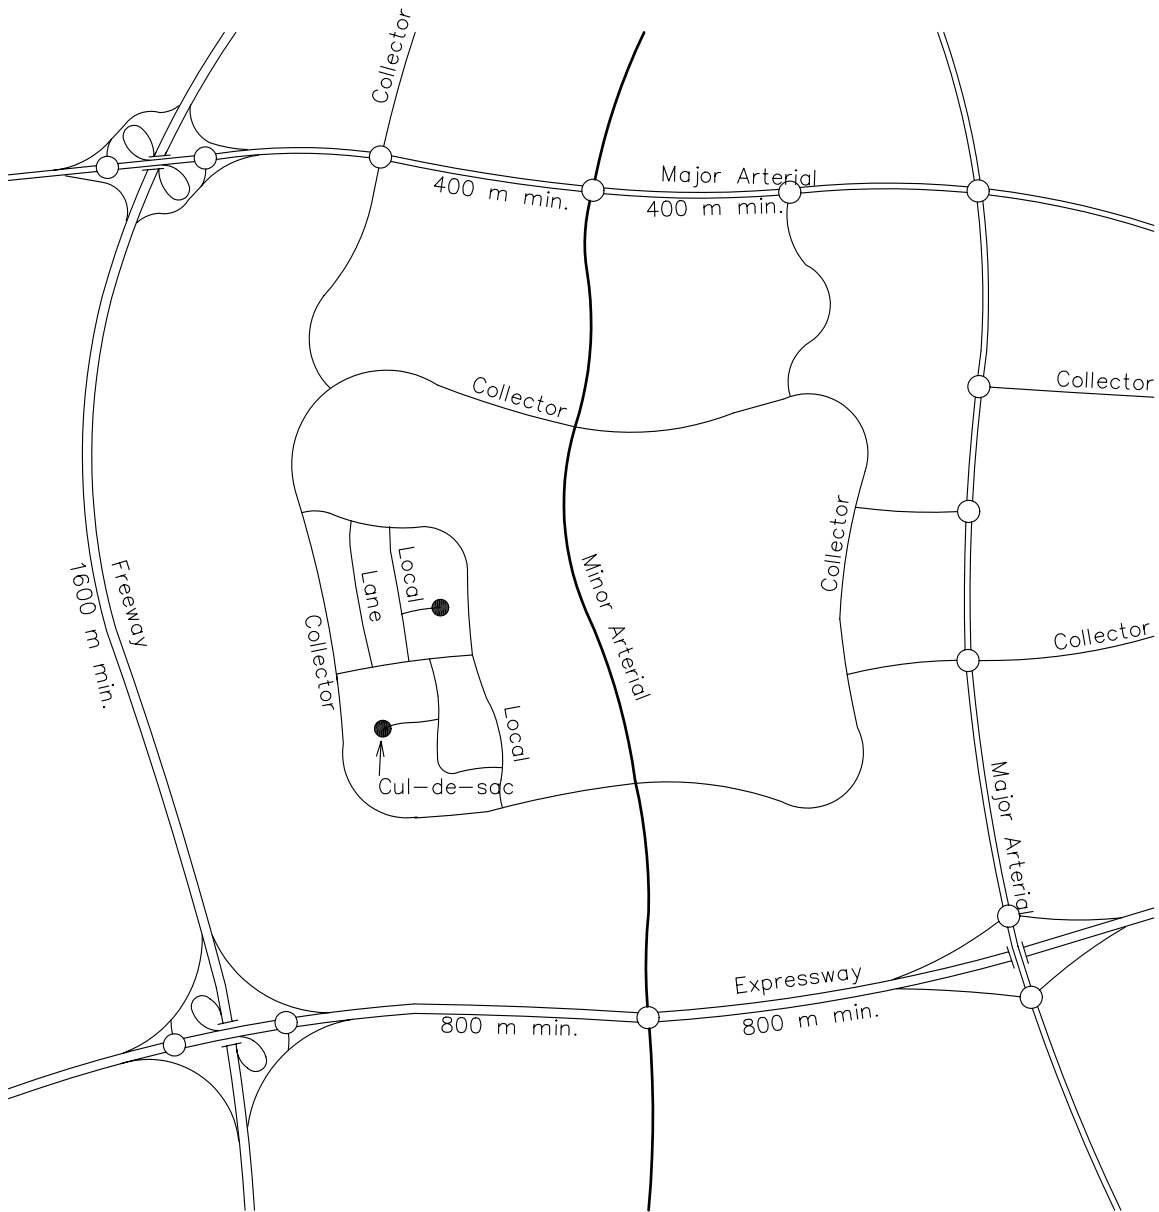 Collector
Major Arterial
400 m min.
400 m min.
Collector
Collector
Collector
Freeway
1600 m min.
Local
Lane
Minor Arterial
Collector
Collector
Collector
Local
Cul-de-sac
Major Arterial
Expressway
800 m min.
800 m min.